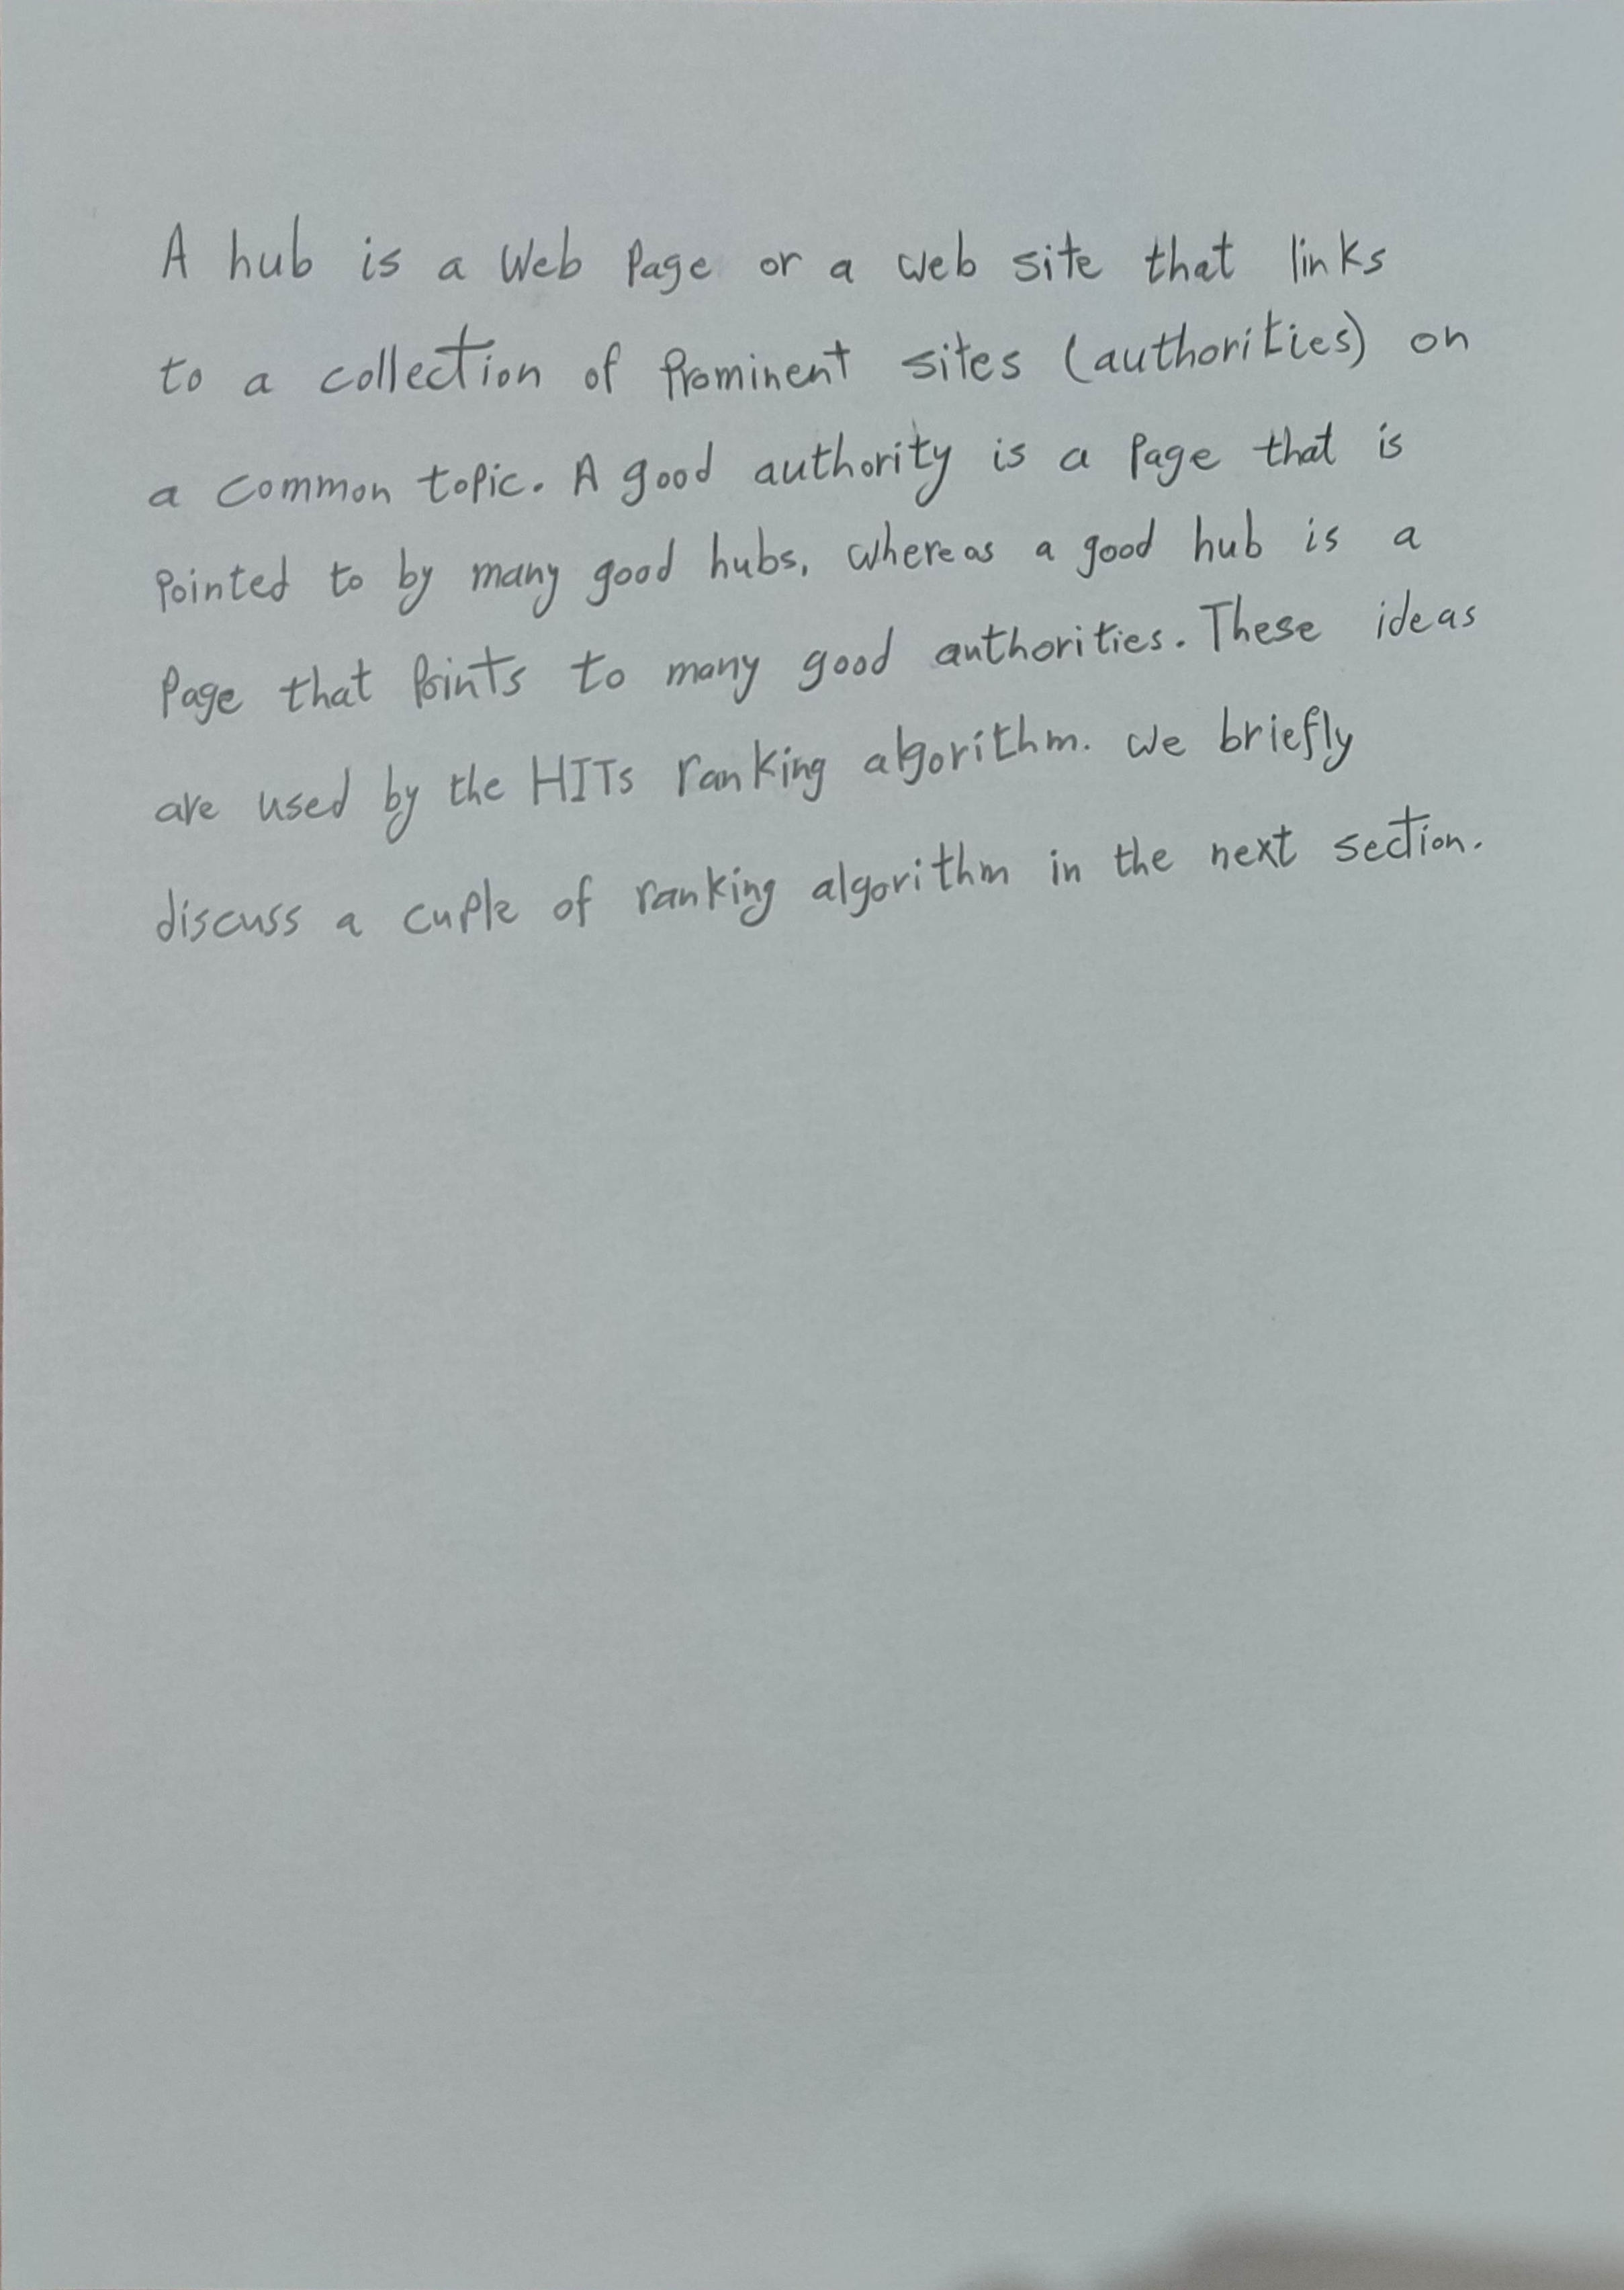 A hub is a Web Page or a web site that links
to a collection of Prominent sites (authorities) on
a common topic. A good authority is a Page that is
Pointed to by many good hubs, whereas a good hub is a
Page that Points to many good authorities. These ideas
are used by the HITs ranking algorithm. we briefly
discuss a cuple of ranking algorithm in the next section.